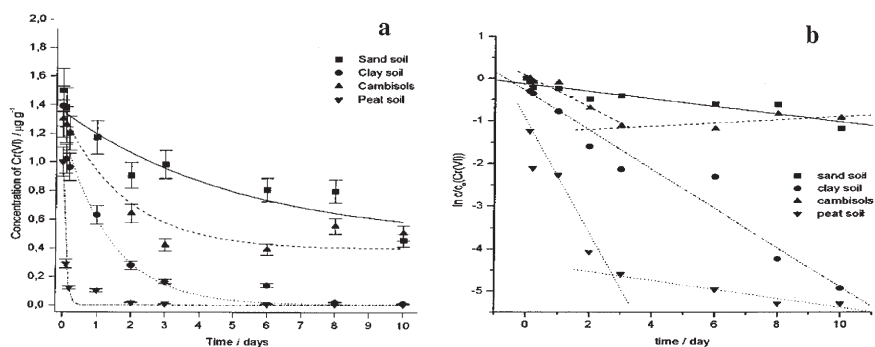 a
2,0
1,8
1,6
1,4
1,2
1,0
0,8
0,6
0,4
0,2
0,0
Concentration of Cr(VI) / µg g⁻¹
Sand soil
Clay soil
Cambisols
Peat soil
0 1 2 3 4 5 6 7 8 9 10
Time i days
b
1
0
-1
-2
-3
-4
-5
ln c/c₀(Cr(VI))
sand soil
clay soil
cambisols
peat soil
0 2 4 6 8 10
time / day